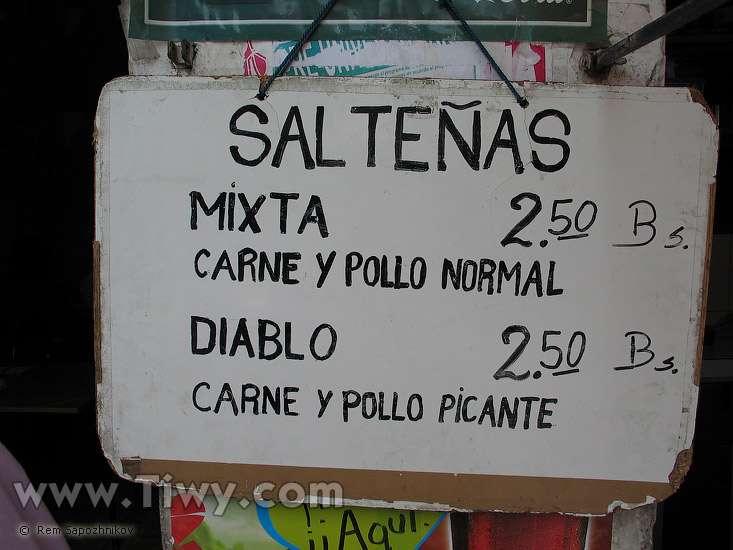 SALTEÑAS
MIXTA 2.50 Bs.
CARNE Y POLLO NORMAL
DIABLO 2.50 Bs.
CARNE Y POLLO PICANTE
www.Tiwy.com
© Rem Sapozhnikov
¡¡Aquí.